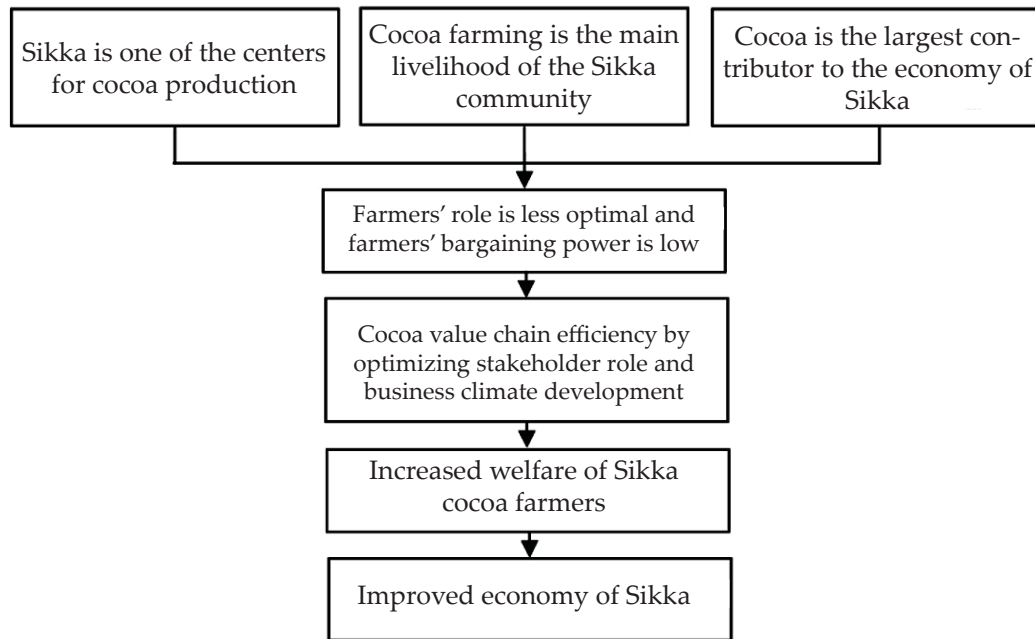 Sikka is one of the centers
for cocoa production
Cocoa farming is the main
livelihood of the Sikka
community
Cocoa is the largest con-
tributor to the economy of
Sikka
Farmers’ role is less optimal and
farmers’ bargaining power is low
Cocoa value chain efficiency by
optimizing stakeholder role and
business climate development
Increased welfare of Sikka
cocoa farmers
Improved economy of Sikka